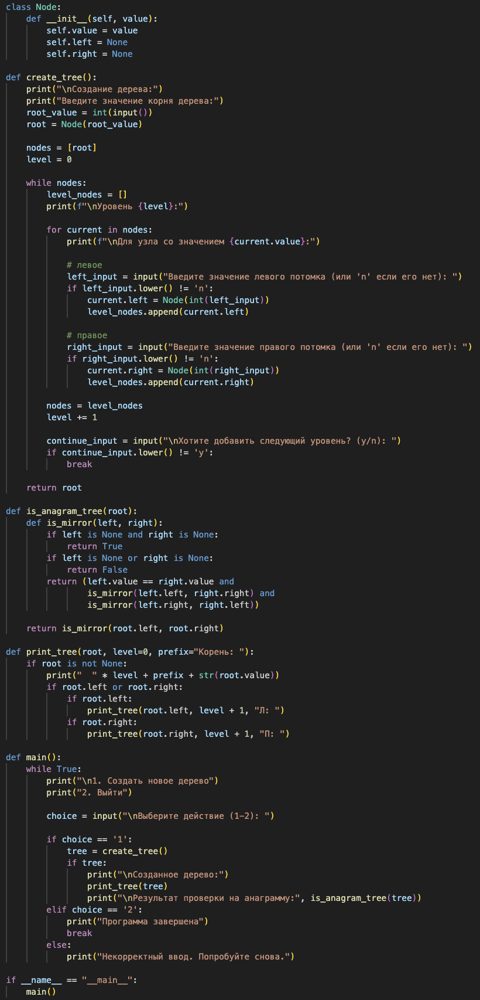 class Node:
    def __init__(self, value):
        self.value = value
        self.left = None
        self.right = None

def create_tree():
    print("\nСоздание дерева:")
    print("Введите значение корня дерева:")
    root_value = int(input())
    root = Node(root_value)

    nodes = [root]
    level = 0

    while nodes:
        level_nodes = []
        print(f"\nУровень {level}:")

        for current in nodes:
            print(f"\nДля узла со значением {current.value}:")

            # левое
            left_input = input("Введите значение левого потомка (или 'n' если его нет): ")
            if left_input.lower() != 'n':
                current.left = Node(int(left_input))
                level_nodes.append(current.left)

            # правое
            right_input = input("Введите значение правого потомка (или 'n' если его нет): ")
            if right_input.lower() != 'n':
                current.right = Node(int(right_input))
                level_nodes.append(current.right)

        nodes = level_nodes
        level += 1

        continue_input = input("\nХотите добавить следующий уровень? (y/n): ")
        if continue_input.lower() != 'y':
            break

    return root

def is_anagram_tree(root):
    def is_mirror(left, right):
        if left is None and right is None:
            return True
        if left is None or right is None:
            return False
        return (left.value == right.value and
                is_mirror(left.left, right.right) and
                is_mirror(left.right, right.left))

    return is_mirror(root.left, root.right)

def print_tree(root, level=0, prefix="Корень: "):
    if root is not None:
        print("  " * level + prefix + str(root.value))
        if root.left or root.right:
            if root.left:
                print_tree(root.left, level + 1, "Л: ")
            if root.right:
                print_tree(root.right, level + 1, "П: ")

def main():
    while True:
        print("\n1. Создать новое дерево")
        print("2. Выйти")

        choice = input("\nВыберите действие (1-2): ")

        if choice == '1':
            tree = create_tree()
            if tree:
                print("\nСозданное дерево:")
                print_tree(tree)
                print("\nРезультат проверки на анаграмму:", is_anagram_tree(tree))
        elif choice == '2':
            print("Программа завершена")
            break
        else:
            print("Некорректный ввод. Попробуйте снова.")

if __name__ == "__main__":
    main()